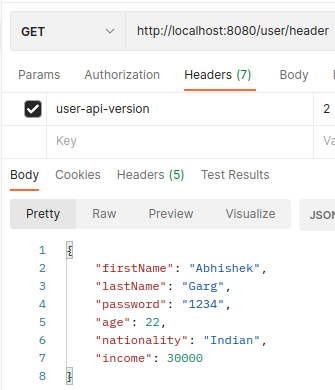 GET http://localhost:8080/user/header
Params Authorization Headers (7) Body
user-api-version 2
Key
Body Cookies Headers (5) Test Results
Pretty Raw Preview Visualize JSON
1 {
2 "firstName": "Abhishek",
3 "lastName": "Garg",
4 "password": "1234",
5 "age": 22,
6 "nationality": "Indian",
7 "income": 30000
8 }